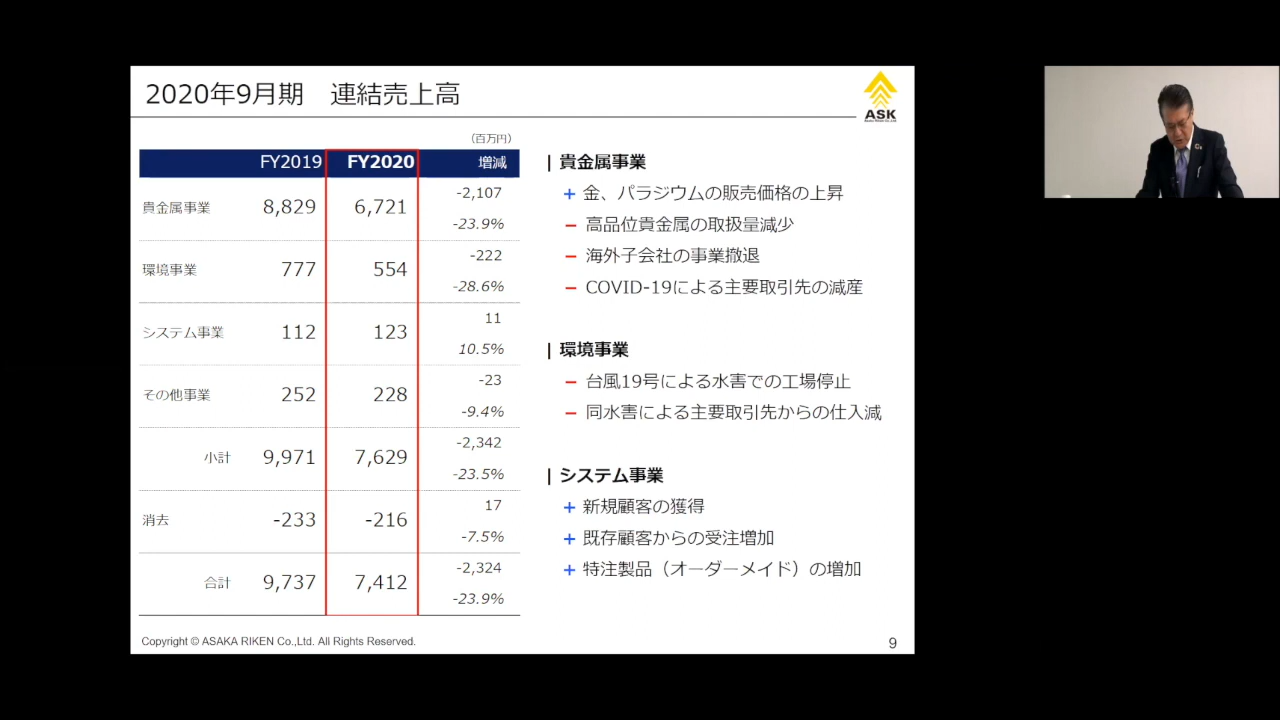 2020年9月期 連結売上高
ASK
(百万円)
FY2019 FY2020 増減
貴金属事業 8,829 6,721 -2,107 -23.9%
環境事業 777 554 -222 -28.6%
システム事業 112 123 11 10.5%
その他事業 252 228 -23 -9.4%
小計 9,971 7,629 -2,342 -23.5%
消去 -233 -216 17 -7.5%
合計 9,737 7,412 -2,324 -23.9%
| 貴金属事業
+ 金、パラジウムの販売価格の上昇
− 高品位貴金属の取扱量減少
− 海外子会社の事業撤退
− COVID-19による主要取引先の減産
| 環境事業
− 台風19号による水害での工場停止
− 同水害による主要取引先からの仕入減
| システム事業
+ 新規顧客の獲得
+ 既存顧客からの受注増加
+ 特注製品（オーダーメイド）の増加
Copyright © ASAKA RIKEN Co.,Ltd. All Rights Reserved.
9